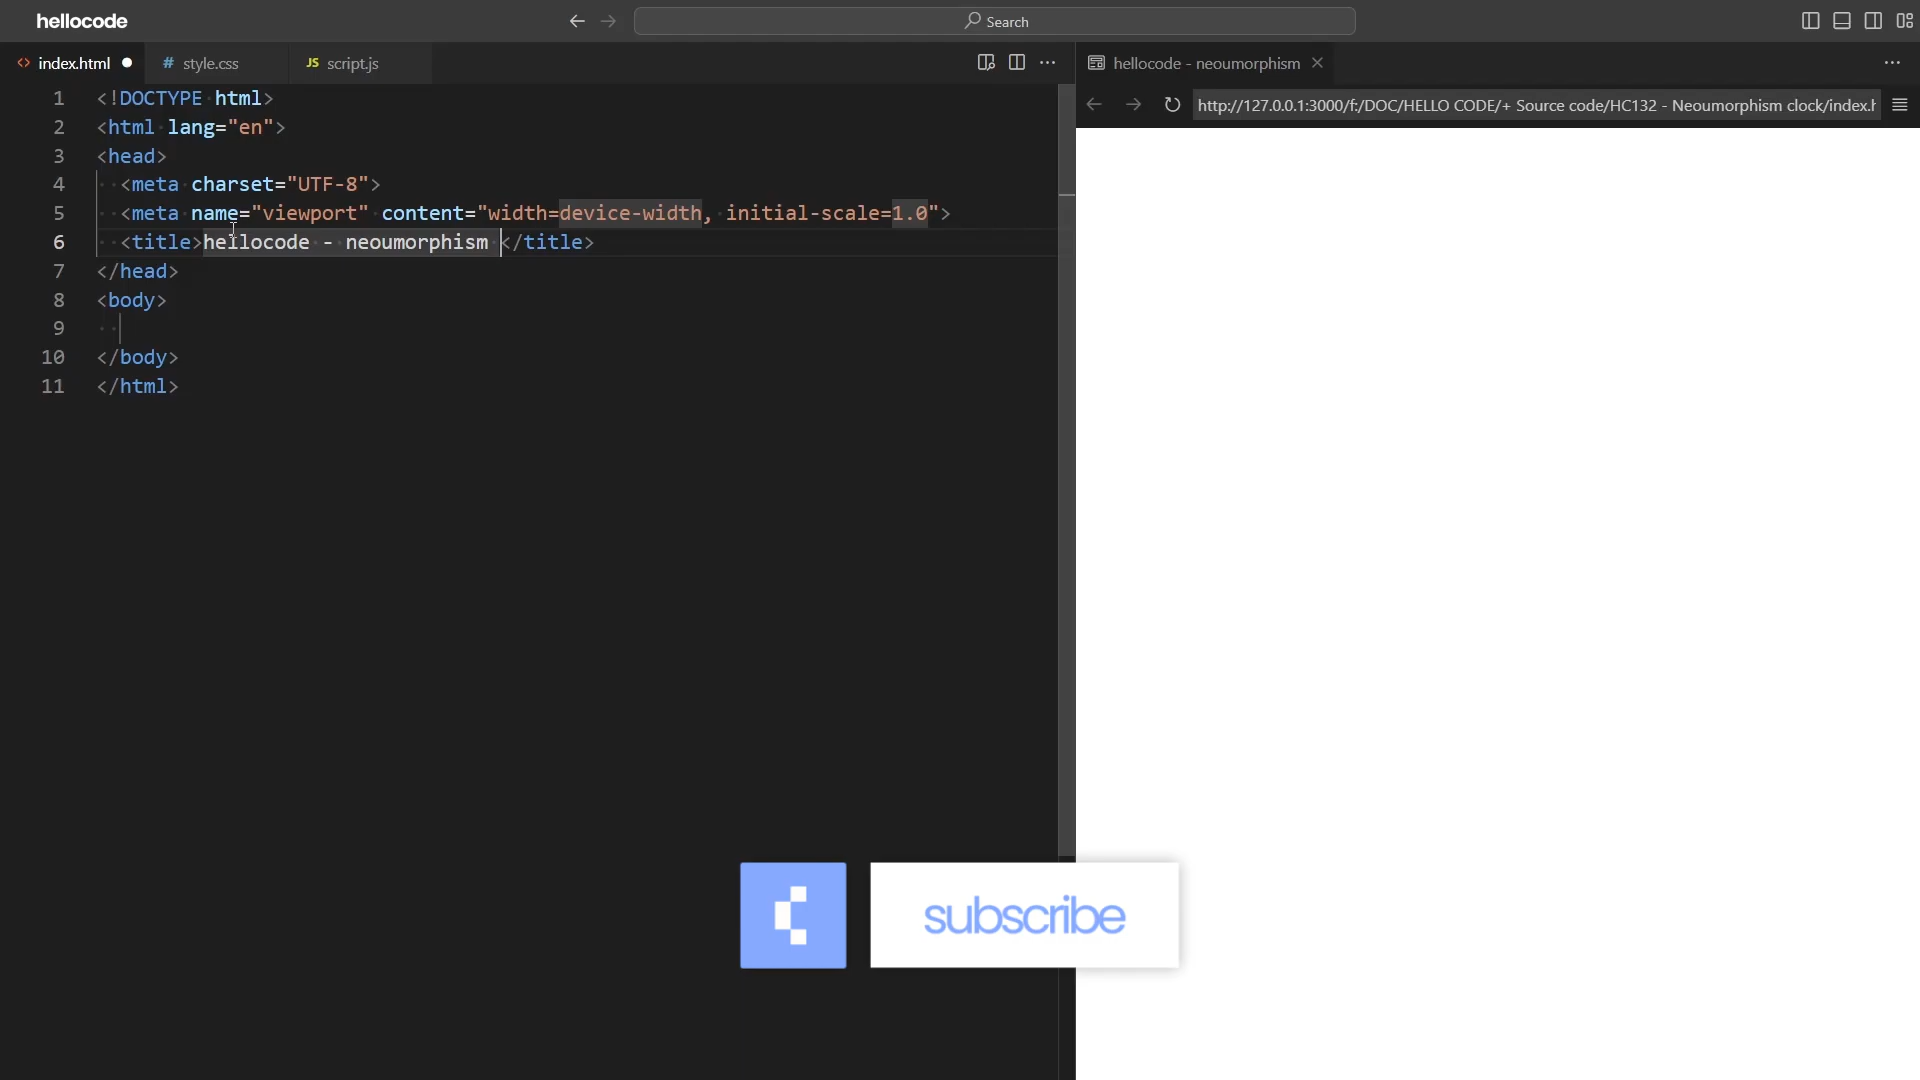 hellocode
Search
index.html
# style.css
JS script.js
hellocode - neoumorphism
http://127.0.0.1:3000/f:/DOC/HELLO CODE/+ Source code/HC132 - Neoumorphism clock/index.h
1 <!DOCTYPE html>
2 <html lang="en">
3 <head>
4 <meta charset="UTF-8">
5 <meta name="viewport" content="width=device-width, initial-scale=1.0">
6 <title>hellocode - neoumorphism </title>
7 </head>
8 <body>
9
10 </body>
11 </html>
subscribe